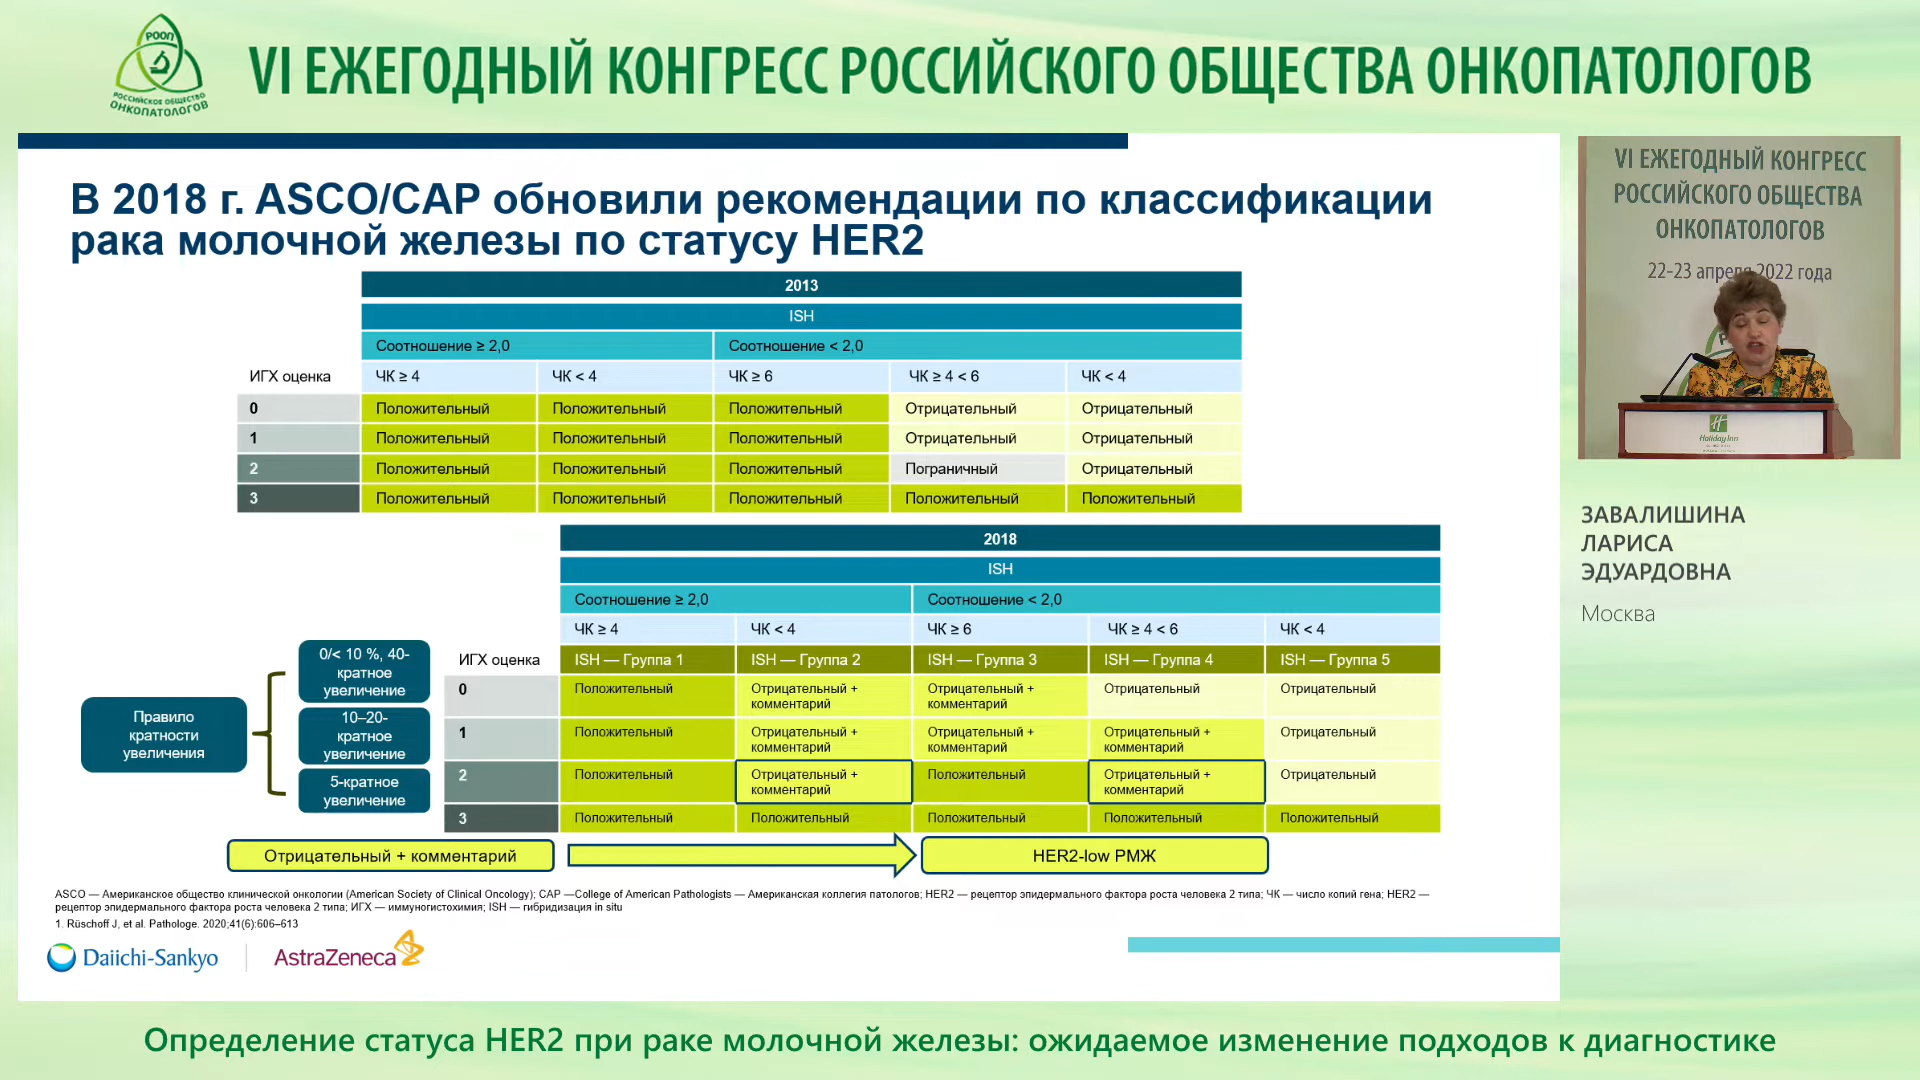 РООП
РОССИЙСКОЕ ОБЩЕСТВО
ОНКОПАТОЛОГОВ
VI ЕЖЕГОДНЫЙ КОНГРЕСС РОССИЙСКОГО ОБЩЕСТВА ОНКОПАТОЛОГОВ
В 2018 г. ASCO/CAP обновили рекомендации по классификации
рака молочной железы по статусу HER2
2013
ISH
Соотношение ≥ 2,0 Соотношение < 2,0
ИГХ оценка ЧК ≥ 4 ЧК < 4 ЧК ≥ 6 ЧК ≥ 4 < 6 ЧК < 4
0 Положительный Положительный Положительный Отрицательный Отрицательный
1 Положительный Положительный Положительный Отрицательный Отрицательный
2 Положительный Положительный Положительный Пограничный Отрицательный
3 Положительный Положительный Положительный Положительный Положительный
2018
ISH
Соотношение ≥ 2,0 Соотношение < 2,0
ЧК ≥ 4 ЧК < 4 ЧК ≥ 6 ЧК ≥ 4 < 6 ЧК < 4
ИГХ оценка ISH — Группа 1 ISH — Группа 2 ISH — Группа 3 ISH — Группа 4 ISH — Группа 5
0 Положительный Отрицательный + комментарий Отрицательный + комментарий Отрицательный Отрицательный
1 Положительный Отрицательный + комментарий Отрицательный + комментарий Отрицательный + комментарий Отрицательный
2 Положительный Отрицательный + комментарий Положительный Отрицательный + комментарий Отрицательный
3 Положительный Положительный Положительный Положительный Положительный
Правило
кратности
увеличения
0/< 10 %, 40-
кратное
увеличение
10–20-
кратное
увеличение
5-кратное
увеличение
Отрицательный + комментарий
HER2-low РМЖ
ASCO — Американское общество клинической онкологии (American Society of Clinical Oncology); CAP —College of American Pathologists — Американская коллегия патологов; HER2 — рецептор эпидермального фактора роста человека 2 типа; ЧК — число копий гена; HER2 —
рецептор эпидермального фактора роста человека 2 типа; ИГХ — иммуногистохимия; ISH — гибридизация in situ
1. Rüschoff J, et al. Pathologe. 2020;41(6):606–613
Daiichi-Sankyo
AstraZeneca
VI ЕЖЕГОДНЫЙ КОНГРЕСС
РОССИЙСКОГО ОБЩЕСТВА
ОНКОПАТОЛОГОВ
22-23 апреля 2022 года
Holiday Inn
ЗАВАЛИШИНА
ЛАРИСА
ЭДУАРДОВНА
Москва
Определение статуса HER2 при раке молочной железы: ожидаемое изменение подходов к диагностике